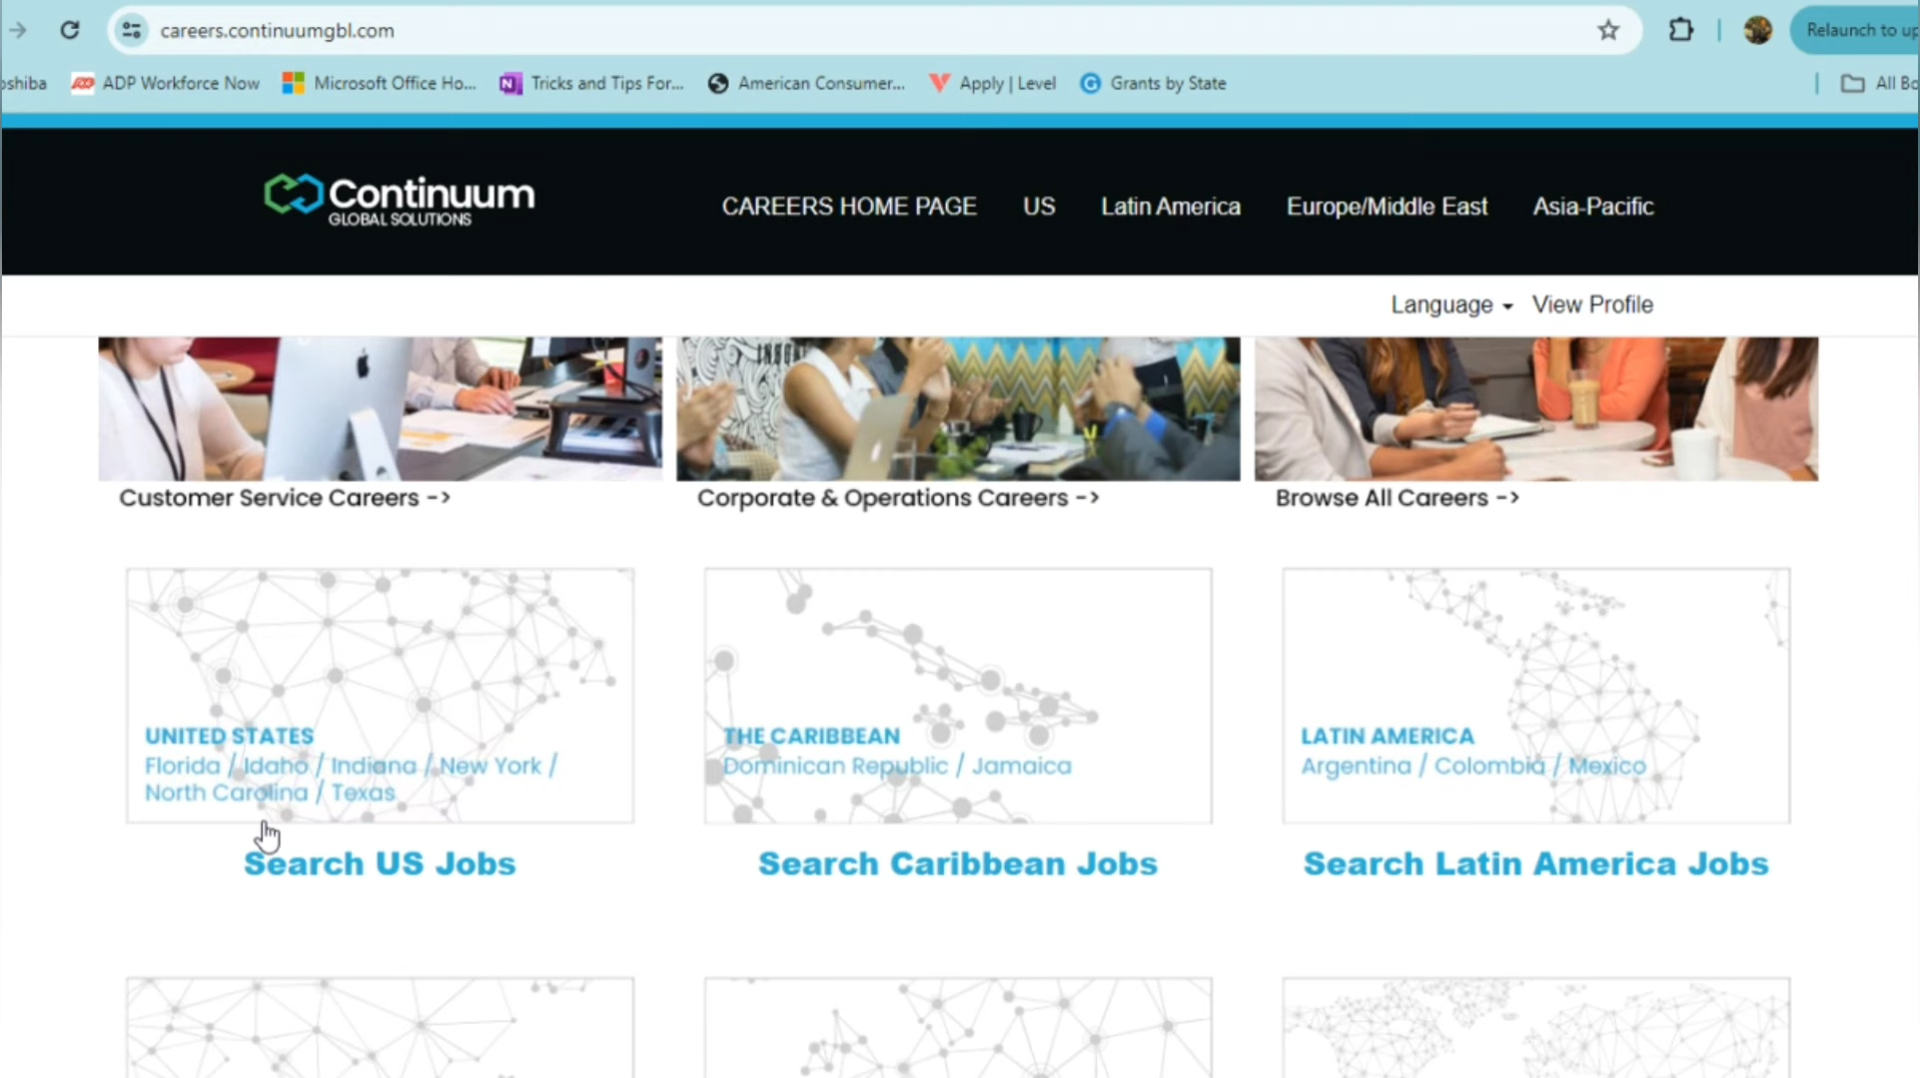 careers.continuumgbl.com
Relaunch to up
oshiba
ADP Workforce Now
Microsoft Office Ho...
Tricks and Tips For...
American Consumer...
Apply | Level
Grants by State
All Bo
Continuum
GLOBAL SOLUTIONS
CAREERS HOME PAGE
US
Latin America
Europe/Middle East
Asia-Pacific
Language
View Profile
Customer Service Careers ->
Corporate & Operations Careers ->
Browse All Careers ->
UNITED STATES
Florida / Idaho / Indiana / New York /
North Carolina / Texas
THE CARIBBEAN
Dominican Republic / Jamaica
LATIN AMERICA
Argentina / Colombia / Mexico
Search US Jobs
Search Caribbean Jobs
Search Latin America Jobs